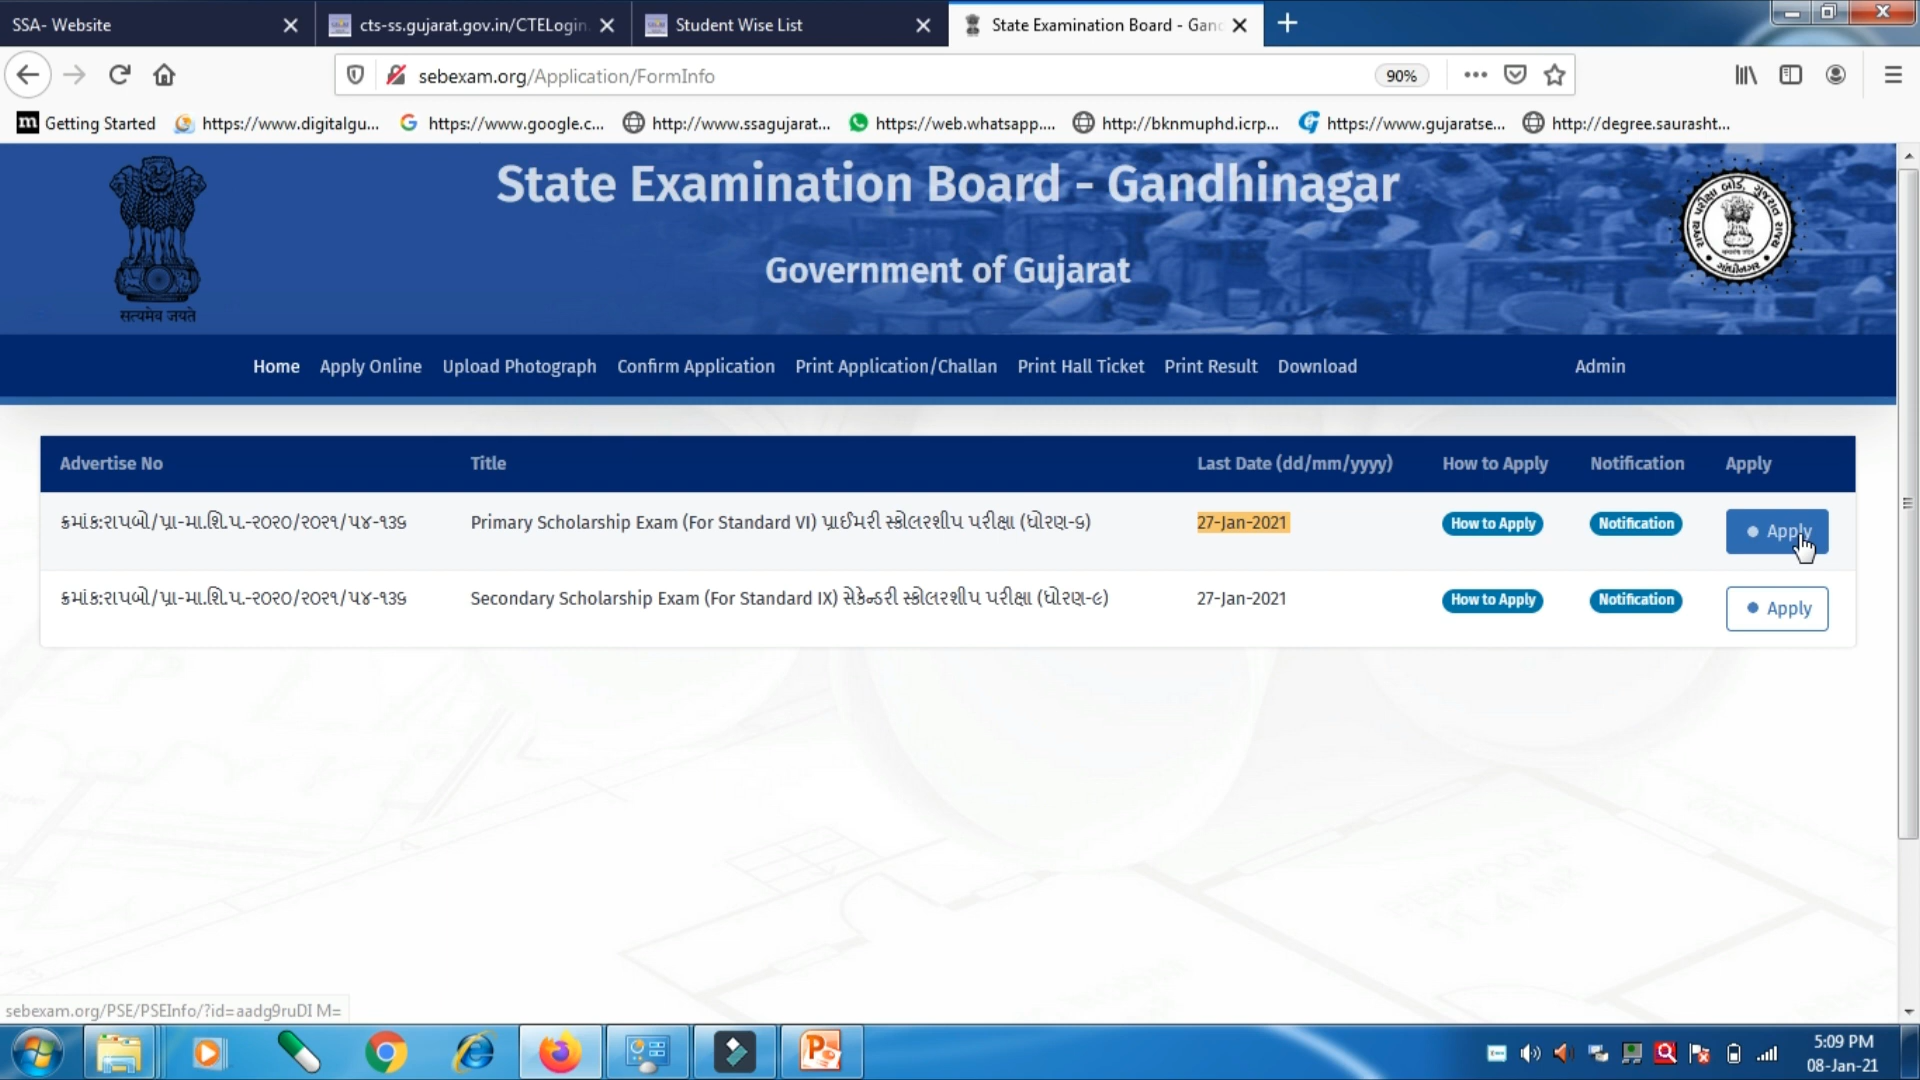 SSA- Website
cts-ss.gujarat.gov.in/CTELogin.
Student Wise List
State Examination Board - Gand
sebexam.org/Application/FormInfo
90%
Getting Started
https://www.digitalgu...
https://www.google.c...
http://www.ssagujarat...
https://web.whatsapp....
http://bknmuphd.icrp...
https://www.gujaratse...
http://degree.saurasht...
State Examination Board - Gandhinagar
Government of Gujarat
सत्यमेव जयते
Home Apply Online Upload Photograph Confirm Application Print Application/Challan Print Hall Ticket Print Result Download Admin
Advertise No Title Last Date (dd/mm/yyyy) How to Apply Notification Apply
ક્રમાંક:રાપબો/પ્રા-મા.શિ.પ.-૨૦૨૦/૨૦૨૧/૫૪-૧૩૬ Primary Scholarship Exam (For Standard VI) પ્રાઈમરી સ્કોલરશીપ પરીક્ષા (ધોરણ-૬) 27-Jan-2021 How to Apply Notification Apply
ક્રમાંક:રાપબો/પ્રા-મા.શિ.પ.-૨૦૨૦/૨૦૨૧/૫૪-૧૩૬ Secondary Scholarship Exam (For Standard IX) સેકેન્ડરી સ્કોલરશીપ પરીક્ષા (ધોરણ-૯) 27-Jan-2021 How to Apply Notification Apply
sebexam.org/PSE/PSEInfo/?id=aadg9ruDI M=
5:09 PM
08-Jan-21